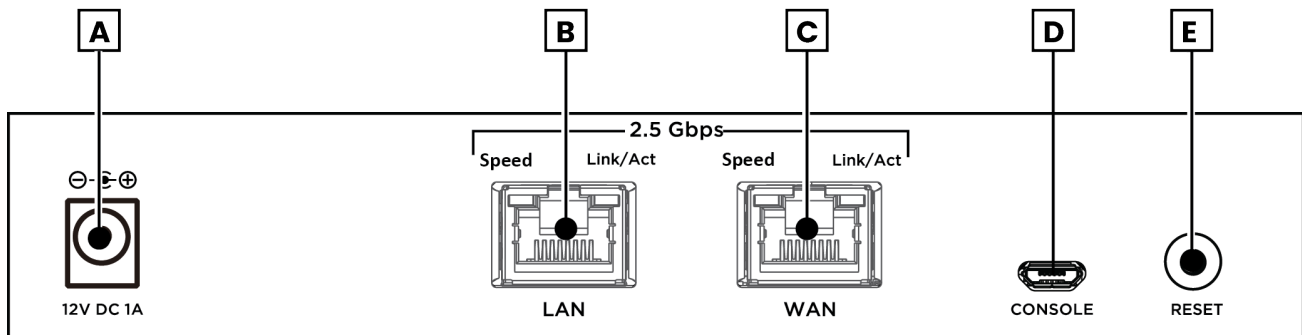 A B C D E
2.5 Gbps
Speed Link/Act Speed Link/Act
12V DC 1A LAN WAN CONSOLE RESET